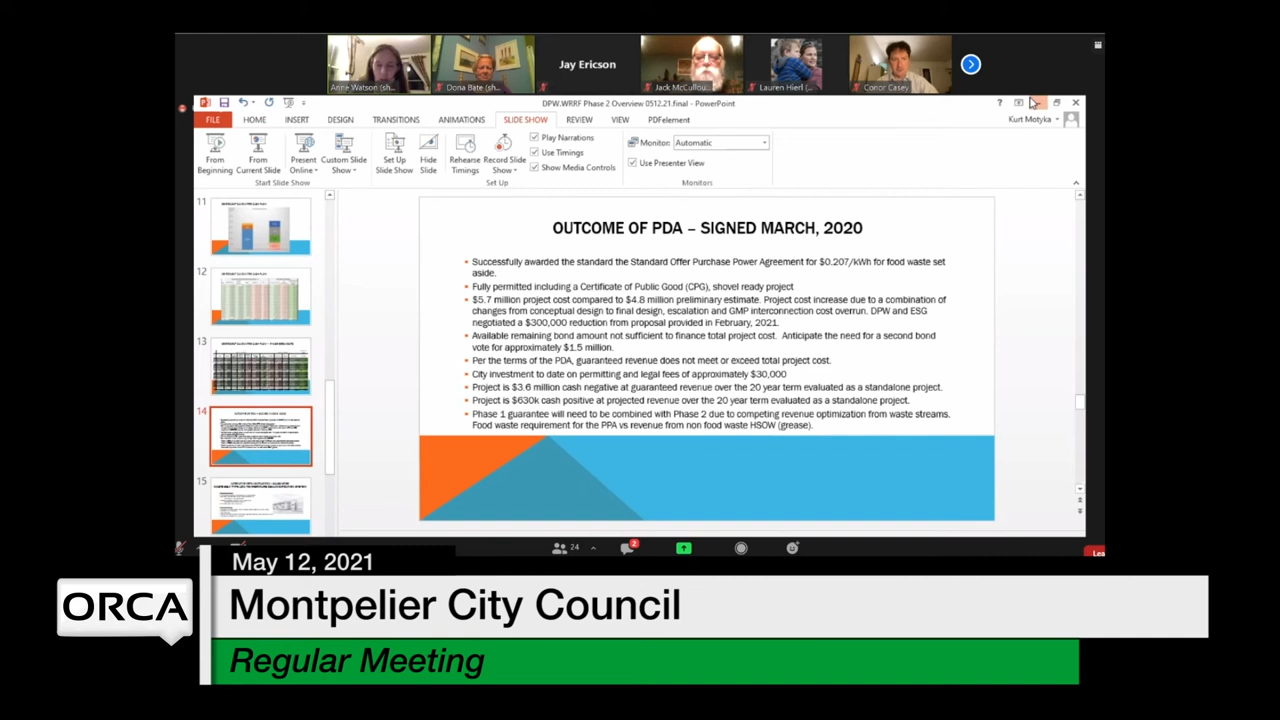 Anne Watson (sh...
Dona Bate (sh...
Jay Ericson
Jack McCullou...
Lauren Hierl (...
Conor Casey
DPW.WRRF Phase 2 Overview 0512.21.final - PowerPoint
?
FILE
HOME
INSERT
DESIGN
TRANSITIONS
ANIMATIONS
SLIDE SHOW
REVIEW
VIEW
PDFelement
Kurt Motyka
From Beginning
From Current Slide
Present Online
Custom Slide Show
Set Up Slide Show
Hide Slide
Rehearse Timings
Record Slide Show
Play Narrations
Use Timings
Show Media Controls
Monitor: Automatic
Use Presenter View
Start Slide Show
Set Up
Monitors
11
12
13
14
15
OUTCOME OF PDA – SIGNED MARCH, 2020
Successfully awarded the standard the Standard Offer Purchase Power Agreement for $0.207/kWh for food waste set
aside.
Fully permitted including a Certificate of Public Good (CPG), shovel ready project
$5.7 million project cost compared to $4.8 million preliminary estimate. Project cost increase due to a combination of
changes from conceptual design to final design, escalation and GMP interconnection cost overrun. DPW and ESG
negotiated a $300,000 reduction from proposal provided in February, 2021.
Available remaining bond amount not sufficient to finance total project cost. Anticipate the need for a second bond
vote for approximately $1.5 million.
Per the terms of the PDA, guaranteed revenue does not meet or exceed total project cost.
City investment to date on permitting and legal fees of approximately $30,000
Project is $3.6 million cash negative at guaranteed revenue over the 20 year term evaluated as a standalone project.
Project is $630k cash positive at projected revenue over the 20 year term evaluated as a standalone project.
Phase 1 guarantee will need to be combined with Phase 2 due to competing revenue optimization from waste streams.
Food waste requirement for the PPA vs revenue from non food waste HSOW (grease).
24
2
Lea
May 12, 2021
ORCA
Montpelier City Council
Regular Meeting